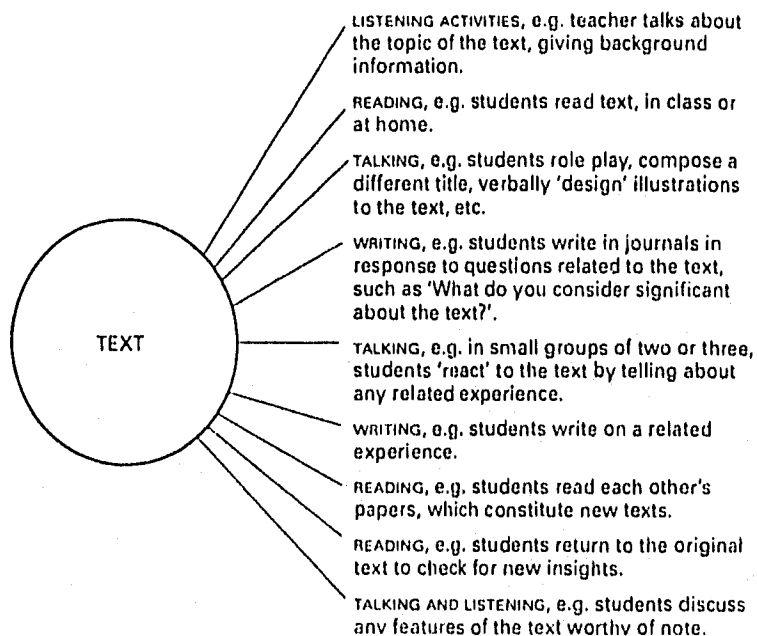 LISTENING ACTIVITIES, e.g. teacher talks about
the topic of the text, giving background
information.
READING, e.g. students read text, in class or
at home.
TALKING, e.g. students role play, compose a
different title, verbally 'design' illustrations
to the text, etc.
WRITING, e.g. students write in journals in
response to questions related to the text,
such as 'What do you consider significant
about the text?'.
TEXT
TALKING, e.g. in small groups of two or three,
students 'react' to the text by telling about
any related experience.
WRITING, e.g. students write on a related
experience.
READING, e.g. students read each other's
papers, which constitute new texts.
READING, e.g. students return to the original
text to check for new insights.
TALKING AND LISTENING, e.g. students discuss
any features of the text worthy of note.